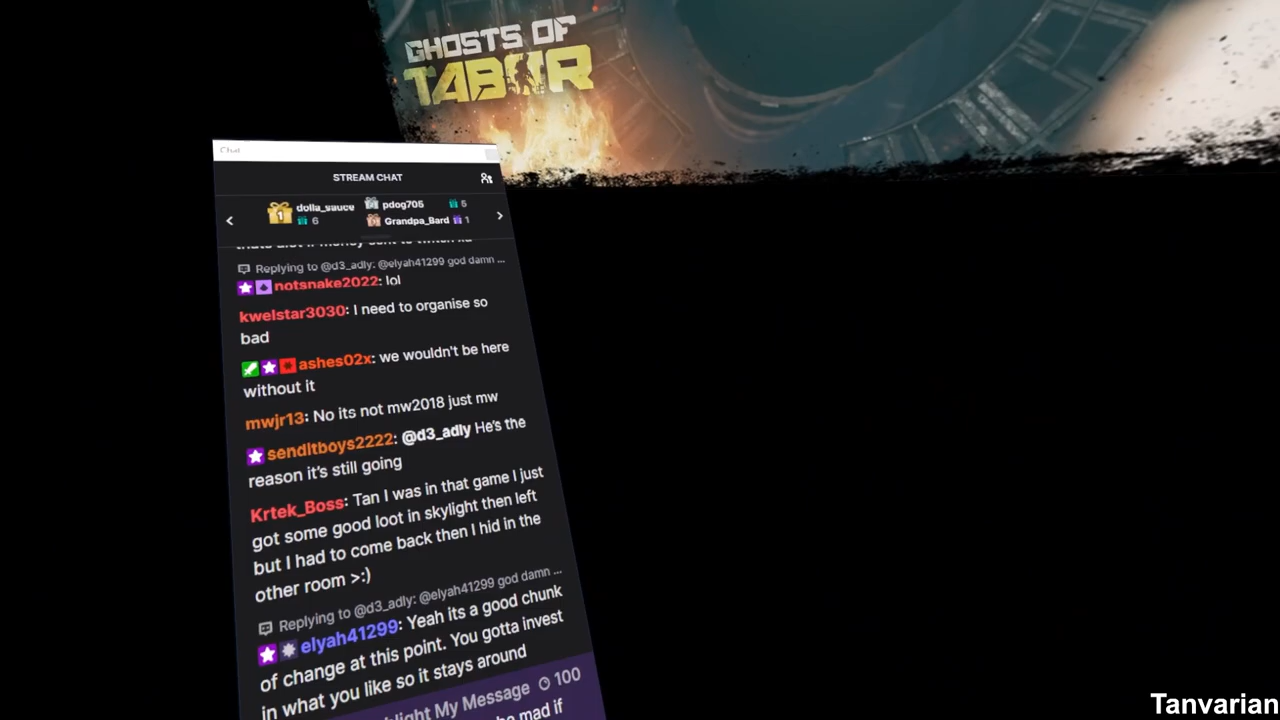 GHOSTS OF
TABOR
Chat
STREAM CHAT
1 dolla_sauce pdog705 5
6 Grandpa_Bard 1
Replying to @d3_adly: @elyah41299 god damn ...
notsnake2022: lol
kwelstar3030: I need to organise so
bad
ashes02x: we wouldn't be here
without it
mwjr13: No its not mw2018 just mw
senditboys2222: @d3_adly He's the
reason it's still going
Krtek_Boss: Tan I was in that game I just
got some good loot in skylight then left
but I had to come back then I hid in the
other room >:)
Replying to @d3_adly: @elyah41299 god damn ...
elyah41299: Yeah its a good chunk
of change at this point. You gotta invest
in what you like so it stays around
My Message 100
mad if
Tanvarian